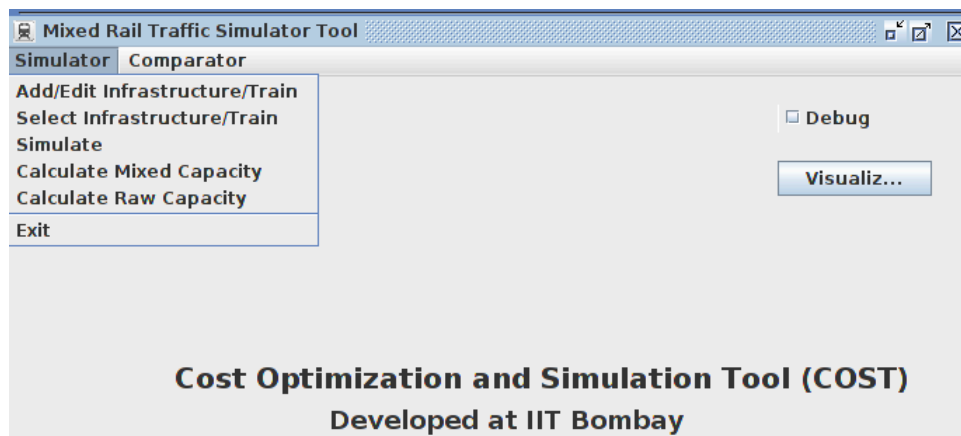 Mixed Rail Traffic Simulator Tool
Simulator Comparator
Add/Edit Infrastructure/Train
Select Infrastructure/Train
Simulate
Calculate Mixed Capacity
Calculate Raw Capacity
Exit
Debug
Visualiz...
Cost Optimization and Simulation Tool (COST)
Developed at IIT Bombay